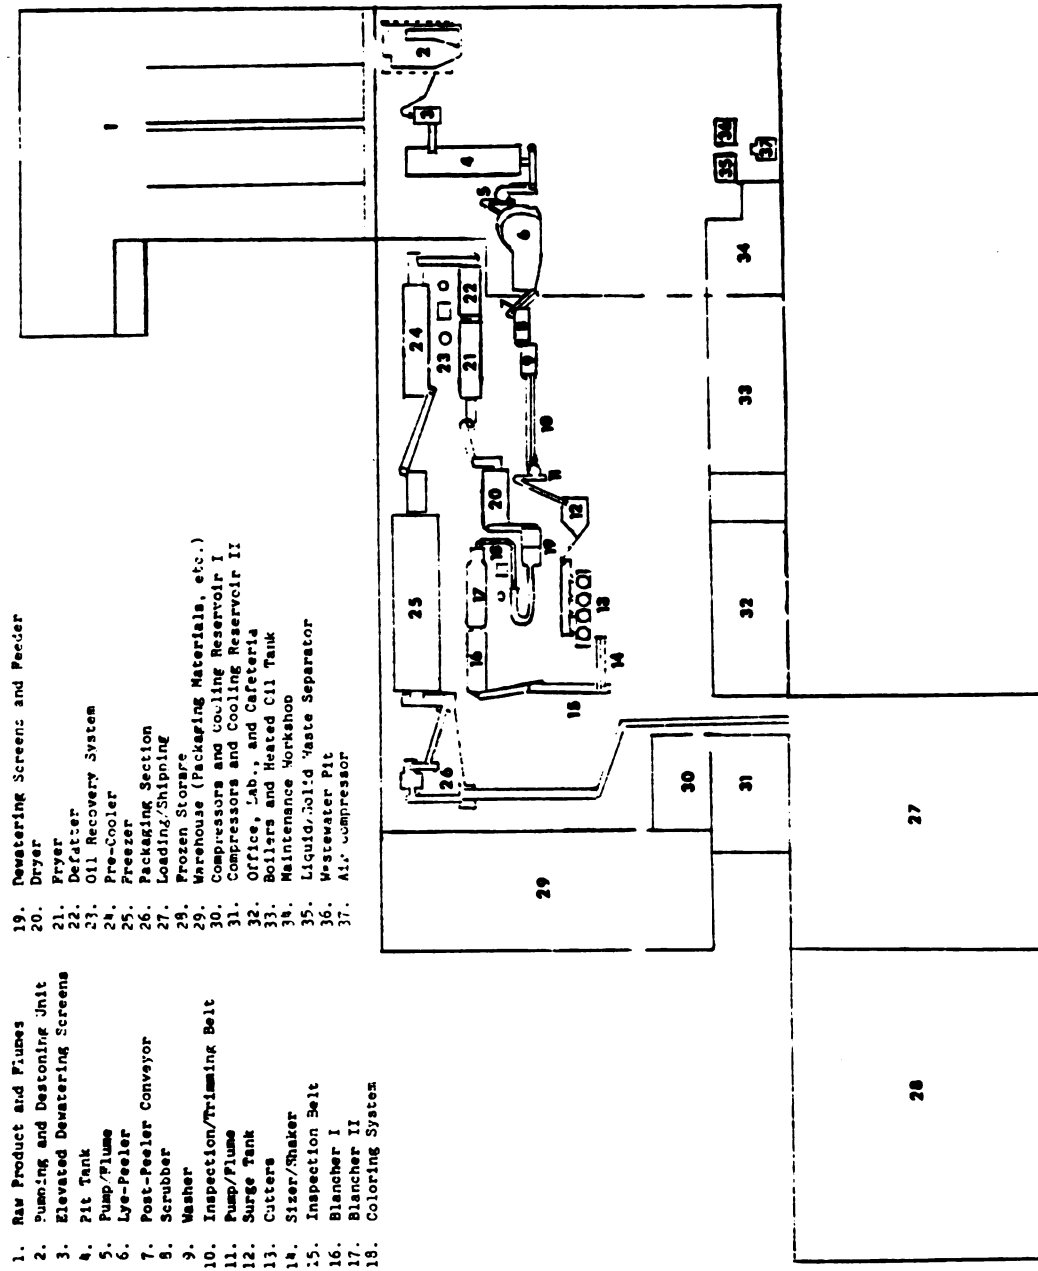 1. Raw Product and Flumes
2. Pumping and Destoning Unit
3. Elevated Dewatering Screens
4. Pit Tank
5. Pump/Flume
6. Lye-Peeler
7. Post-Peeler Conveyor
8. Scrubber
9. Washer
10. Inspection/Trimming Belt
11. Pump/Flume
12. Surge Tank
13. Cutters
14. Sizer/Shaker
15. Inspection Belt
16. Blancher I
17. Blancher II
18. Coloring System
19. Dewatering Screens and Feeder
20. Dryer
21. Fryer
22. Defatter
23. Oil Recovery System
24. Pre-Cooler
25. Freezer
26. Packaging Section
27. Loading/Shipping
28. Frozen Storage
29. Warehouse (Packaging Materials, etc.)
30. Compressors and Cooling Reservoir I
31. Compressors and Cooling Reservoir II
32. Office, Lab., and Cafeteria
33. Boilers and Heated Oil Tank
34. Maintenance Workshop
35. Liquid/Solid Waste Separator
36. Wastewater Pit
37. Air Compressor
1
2
3
4
5
6
7
8
9
10
11
12
13
14
15
16
17
18
19
20
21
22
23
24
25
26
27
28
29
30
31
32
33
34
35
36
37